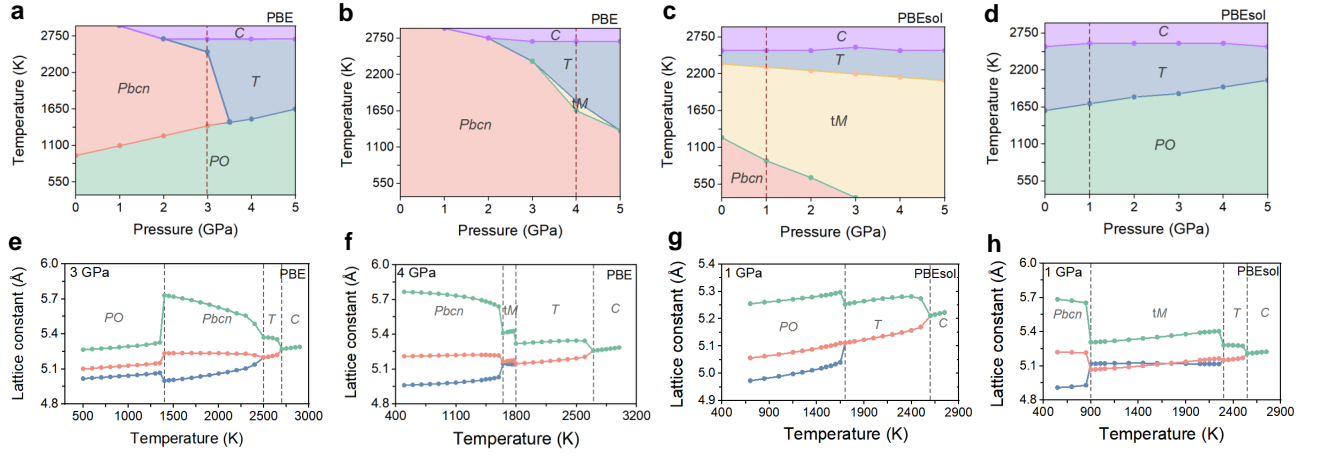 a
PBE
Temperature (K)
2750
2200
1650
1100
550
C
Pbcn
T
PO
0 1 2 3 4 5
Pressure (GPa)
b
PBE
Temperature (K)
2750
2200
1650
1100
550
C
T
tM
Pbcn
0 1 2 3 4 5
Pressure (GPa)
c
PBEsol
Temperature (K)
2750
2200
1650
1100
550
C
T
tM
Pbcn
0 1 2 3 4 5
Pressure (GPa)
d
PBEsol
Temperature (K)
2750
2200
1650
1100
550
C
T
PO
0 1 2 3 4 5
Pressure (GPa)
e
3 GPa
PBE
Lattice constant (Å)
6.0
5.7
5.4
5.1
4.8
PO
Pbcn
T
C
500 1000 1500 2000 2500 3000
Temperature (K)
f
4 GPa
PBE
Lattice constant (Å)
6.0
5.7
5.4
5.1
4.8
Pbcn
tM
T
C
400 1100 1800 2500 3200
Temperature (K)
g
1 GPa
PBEsol
Lattice constant (Å)
5.4
5.3
5.2
5.1
5.0
4.9
PO
T
C
400 900 1400 1900 2400 2900
Temperature (K)
h
1 GPa
PBEsol
Lattice constant (Å)
6.0
5.7
5.4
5.1
4.8
Pbcn
tM
T
C
400 900 1400 1900 2400 2900
Temperature (K)